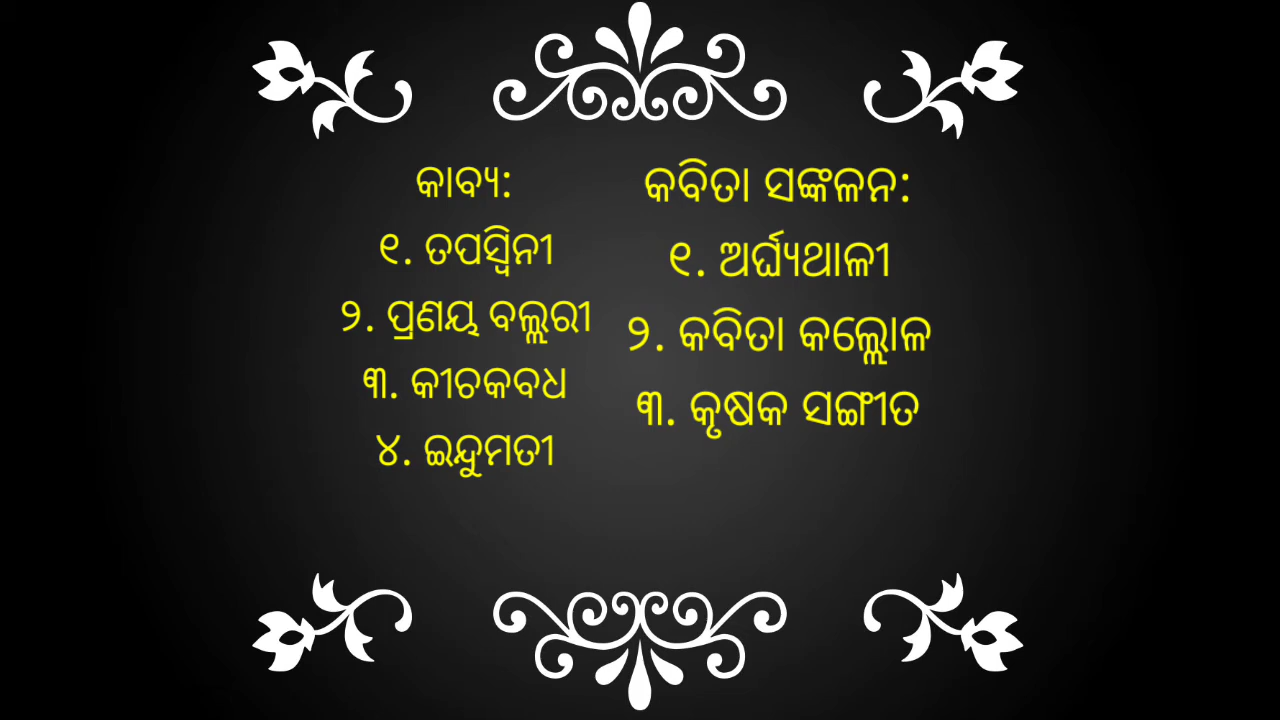 କାବ୍ୟ:
୧. ତପସ୍ୱିନୀ
୨. ପ୍ରଣୟ ବଲ୍ଲରୀ
୩. କୀଚକବଧ
୪. ଇନ୍ଦୁମତୀ
କବିତା ସଙ୍କଳନ:
୧. ଅର୍ଘ୍ୟଥାଳୀ
୨. କବିତା କଲ୍ଲୋଳ
୩. କୃଷକ ସଙ୍ଗୀତ